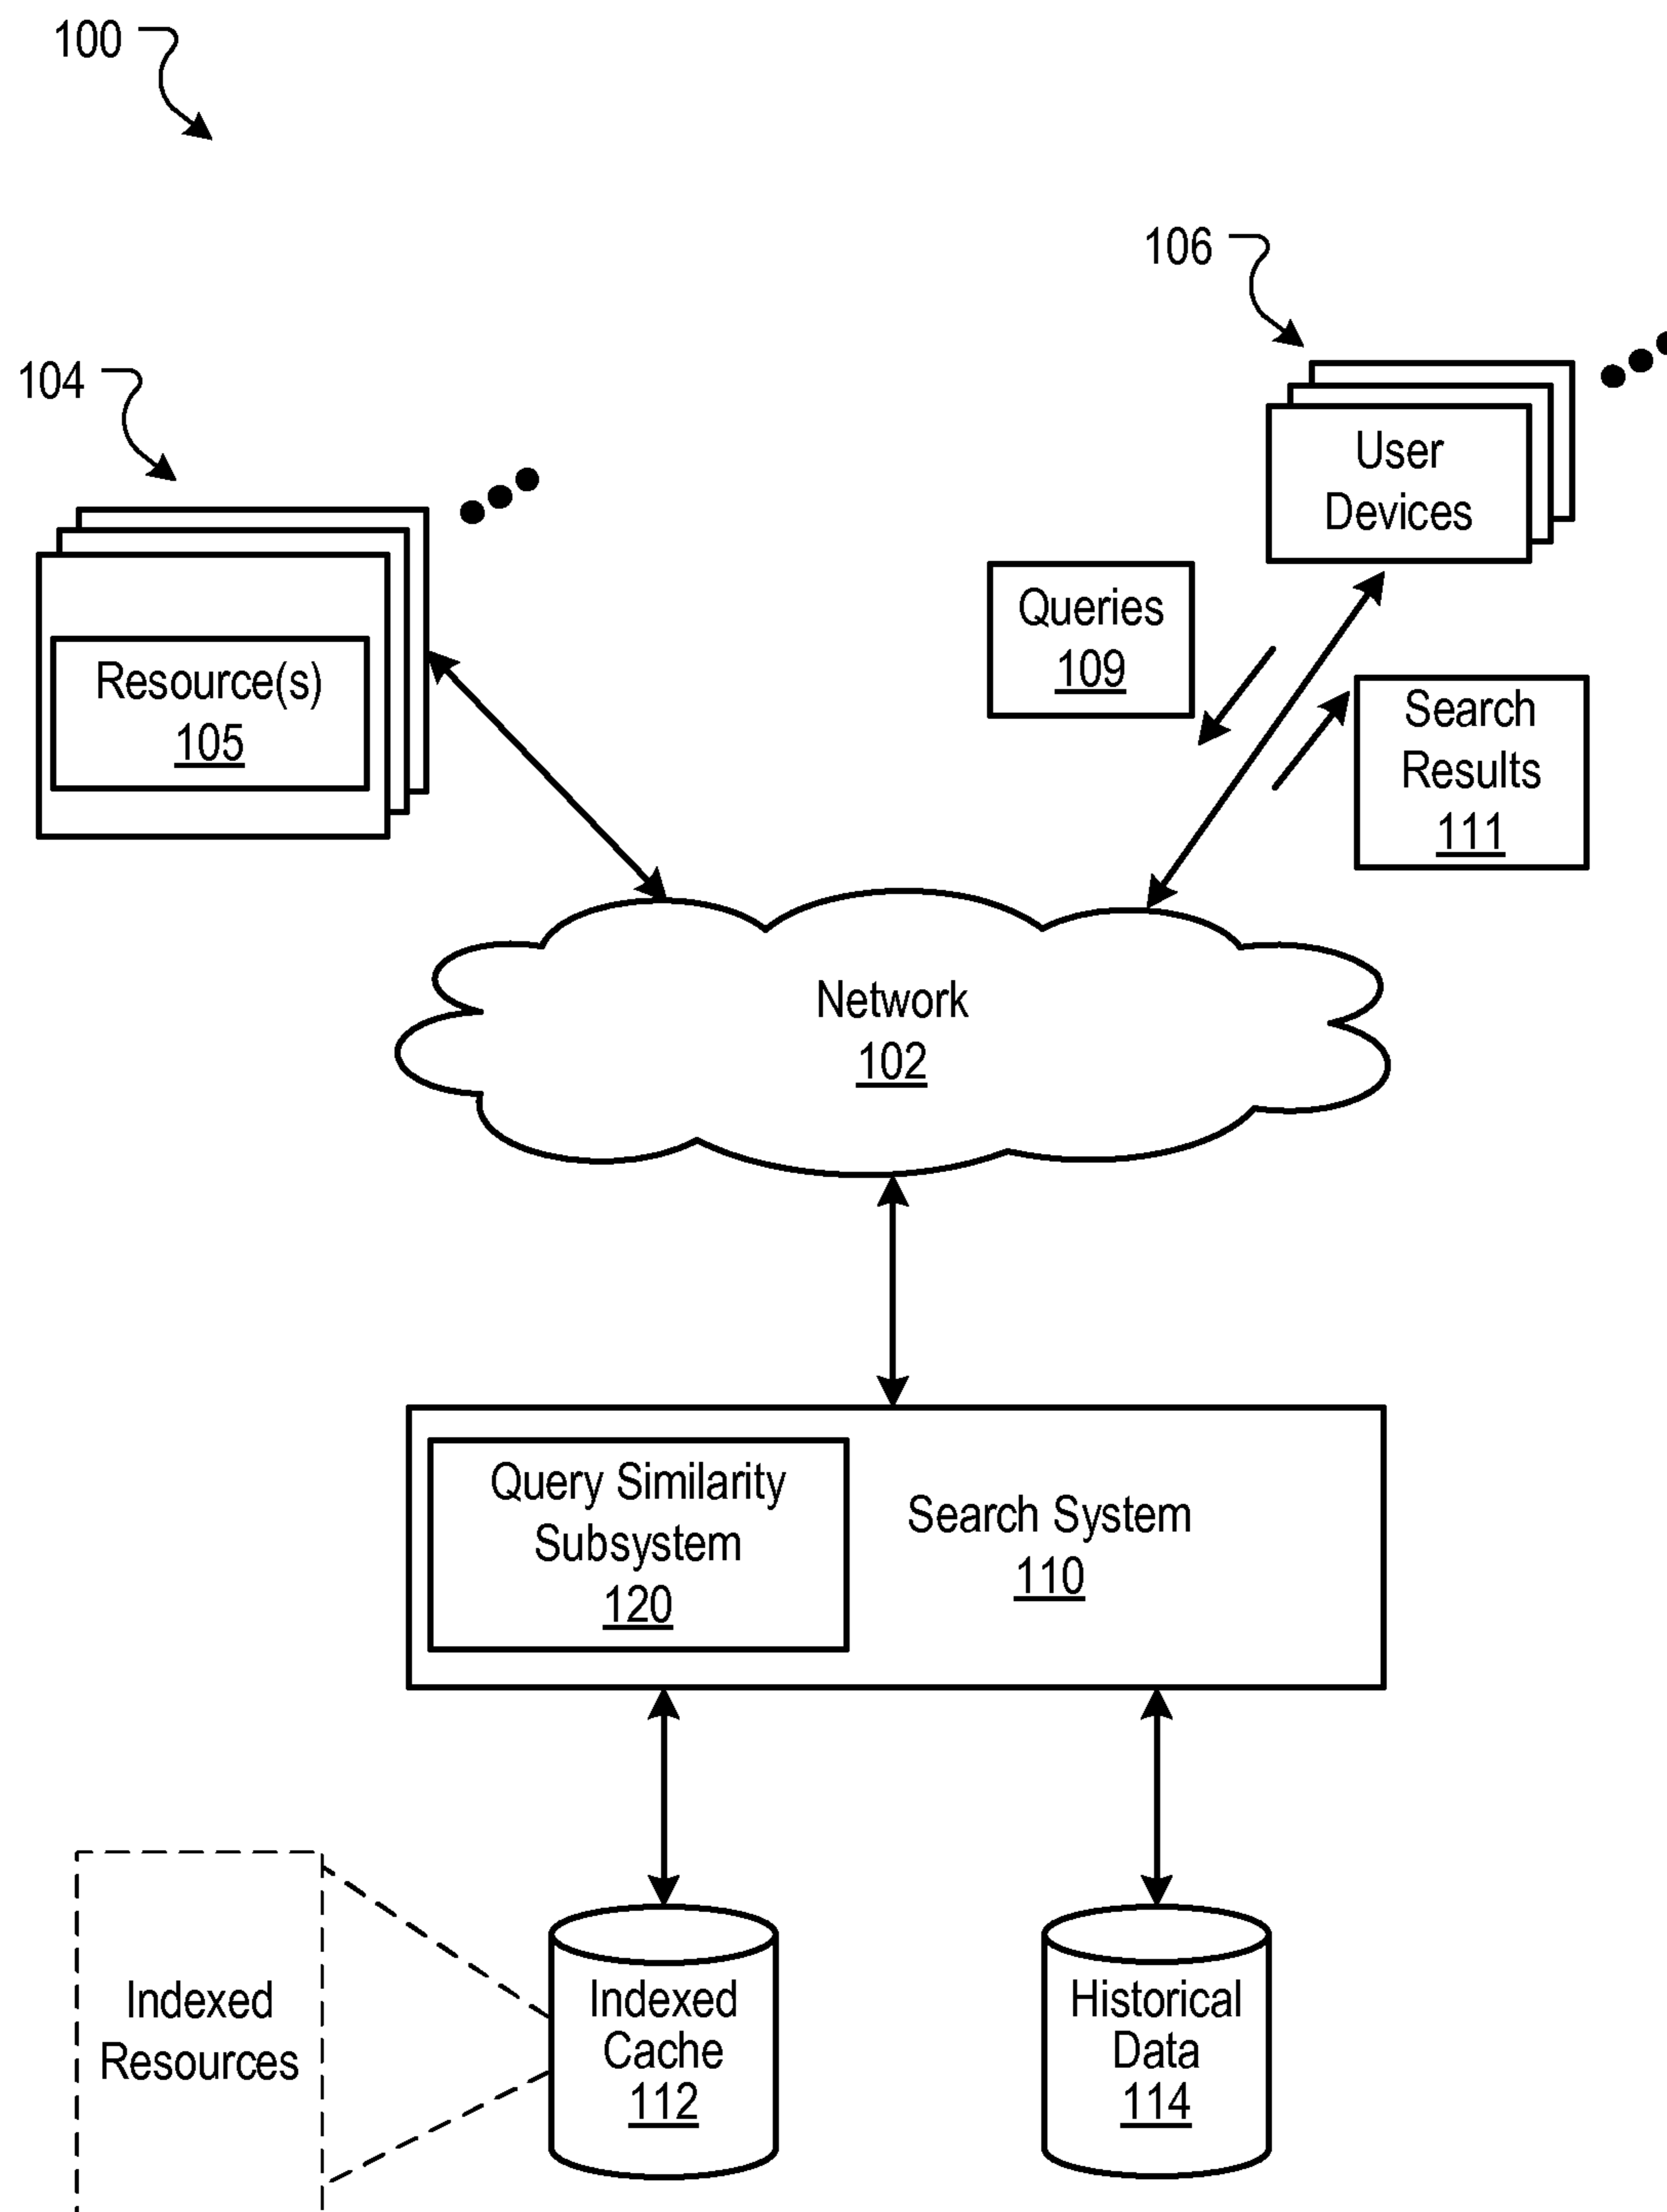 100
106
104
User
Devices
Queries
109
Resource(s)
105
Search
Results
111
Network
102
Query Similarity
Subsystem
120
Search System
110
Indexed
Resources
Indexed
Cache
112
Historical
Data
114